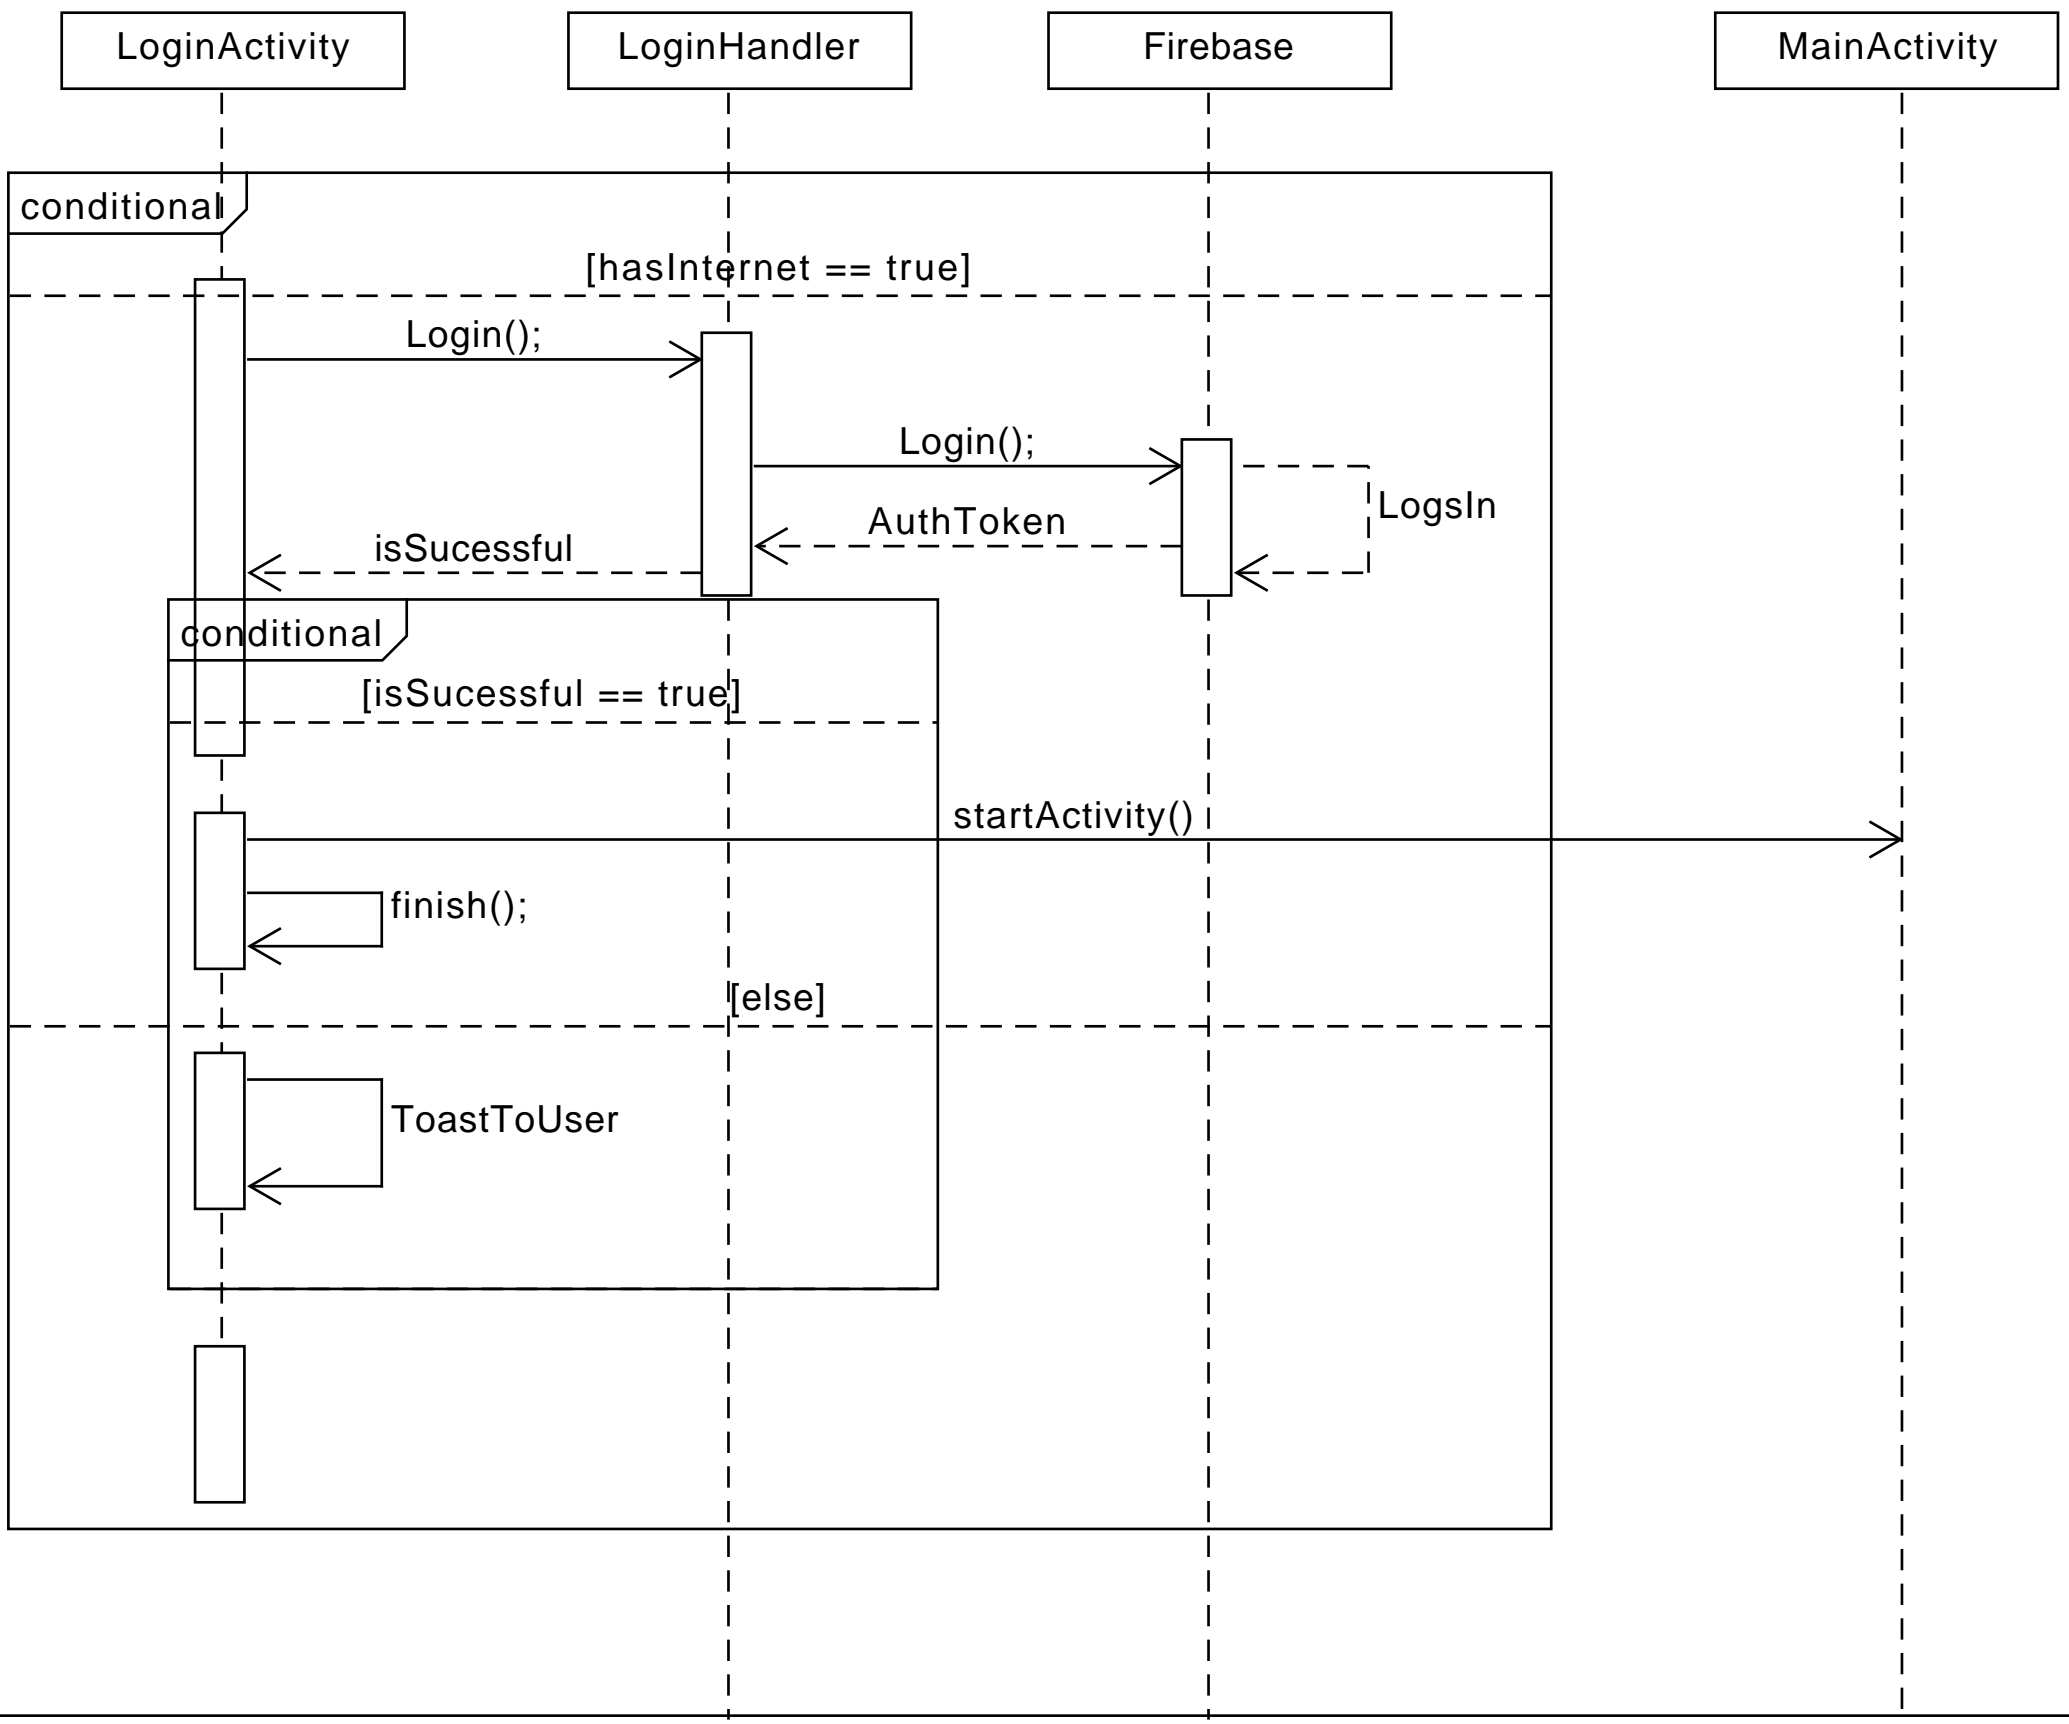 LoginActivity
LoginHandler
Firebase
MainActivity
conditional
[hasInternet == true]
Login();
Login();
LogsIn
AuthToken
isSucessful
conditional
[isSucessful == true]
startActivity()
finish();
[else]
ToastToUser